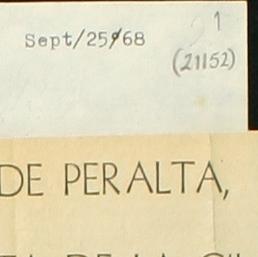 1
Sept/25/68
(21152)
DE PERALTA,